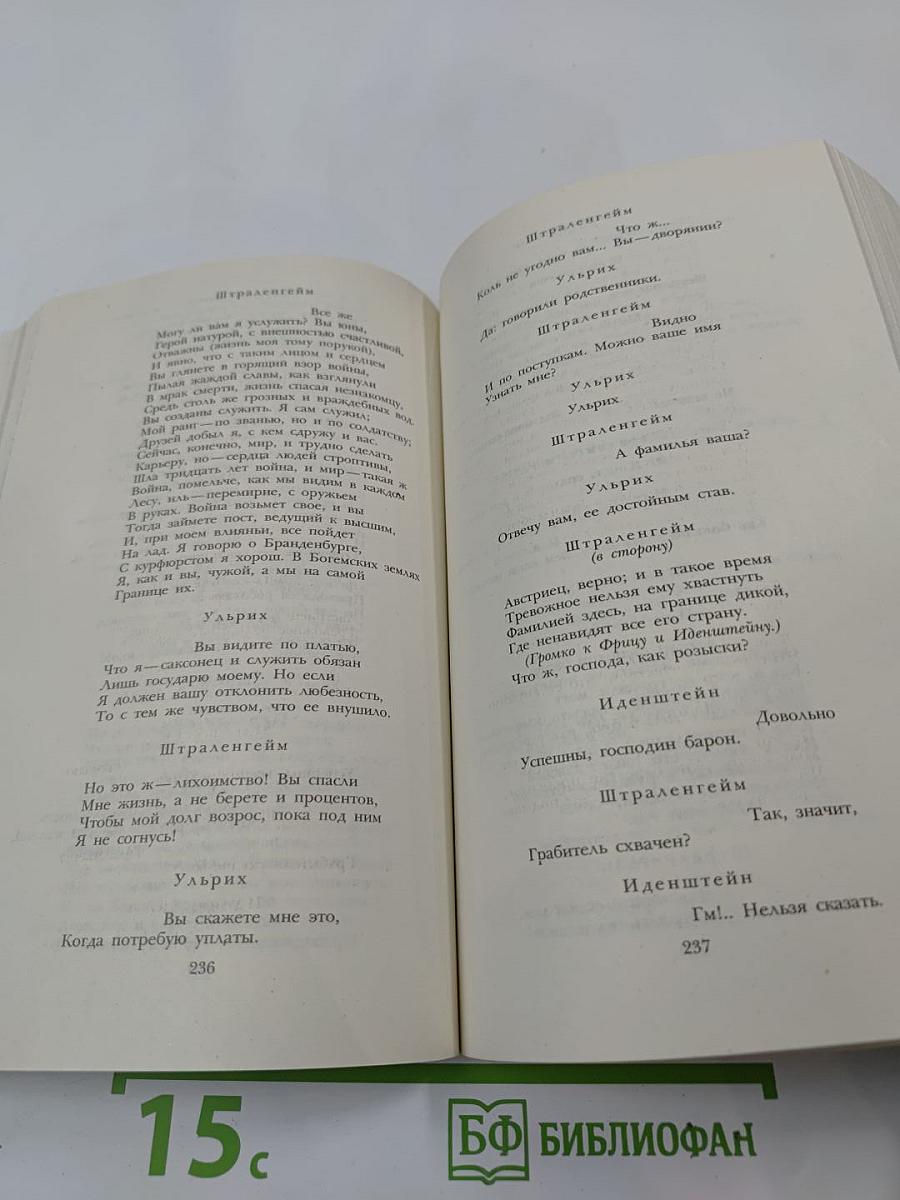 Штраленгейм
Все же
Могу ли вам я услужить? Вы юны,
Герой натурой, с внешностью счастливой,
Отважны (жизнь моя тому порукой),
И явно, что с таким лицом и сердцем
Вы глянете в горящий взор войны,
Пылая жаждой славы, как взглянули
В мрак смерти, жизнь спасая незнакомцу,
Средь столь же грозных и враждебных вод.
Вы созданы служить. Я сам служил;
Мой ранг — по званью, но и по солдатству;
Друзей добыл я, с кем сдружу и вас.
Сейчас, конечно, мир, и трудно сделать
Карьеру, но — сердца людей строптивы,
Шла тридцать лет война, и мир — такая ж
Война, помельче, как мы видим в каждом
Лесу, иль — перемирие, с оружьем
В руках. Война возьмет свое, и вы
Тогда займете пост, ведущий к высшим,
И, при моем влияньи, все пойдет
На лад. Я говорю о Бранденбурге,
С курфюрстом я хорош. В Богемских землях
Я, как и вы, чужой, а мы на самой
Границе их.
Ульрих
Вы видите по платью,
Что я — саксонец и служить обязан
Лишь государю моему. Но если
Я должен вашу отклонить любезность,
То с тем же чувством, что ее внушило.
Штраленгейм
Но это ж — лихоимство! Вы спасли
Мне жизнь, а не берете и процентов,
Чтобы мой долг возрос, пока под ним
Я не согнусь!
Ульрих
Вы скажете мне это,
Когда потребую уплаты.
236
Штраленгейм
Что ж...
Коль не угодно вам... Вы — дворянин?
Ульрих
Да: говорили родственники.
Штраленгейм
Видно
И по поступкам. Можно ваше имя
Узнать мне?
Ульрих
Ульрих.
Штраленгейм
А фамилья ваша?
Ульрих
Отвечу вам, ее достойным став.
Штраленгейм
(в сторону)
Австриец, верно; и в такое время
Тревожное нельзя ему хвастнуть
Фамилией здесь, на границе дикой,
Где ненавидят все его страну.
(Громко к Фрицу и Иденштейну.)
Что ж, господа, как розыски?
Иденштейн
Довольно
Успешны, господин барон.
Штраленгейм
Так, значит,
Грабитель схвачен?
Иденштейн
Гм!.. Нельзя сказать.
237
15 с
БФ БИБЛИОФАН